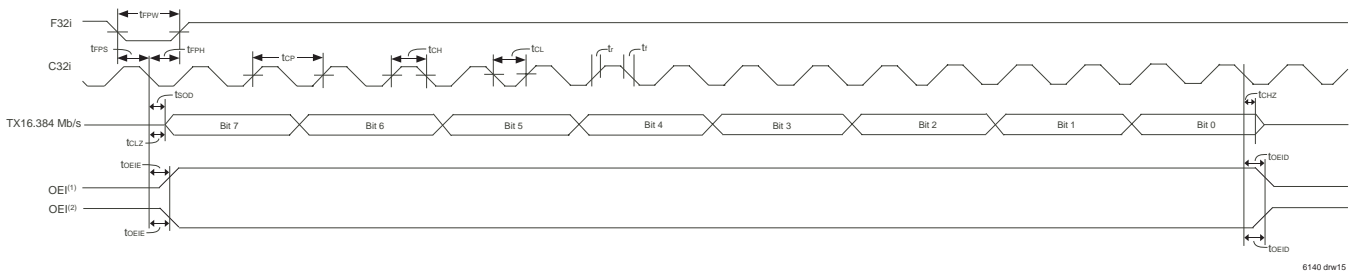 F32i
tFPW
tFPS
tFPH
C32i
tCP
tCH
tCL
tr
tf
tSOD
tCHZ
TX16.384 Mb/s
Bit 7
Bit 6
Bit 5
Bit 4
Bit 3
Bit 2
Bit 1
Bit 0
tCLZ
tOEIE
tOEID
OEI(1)
OEI(2)
tOEIE
tOEID
6140 drw15